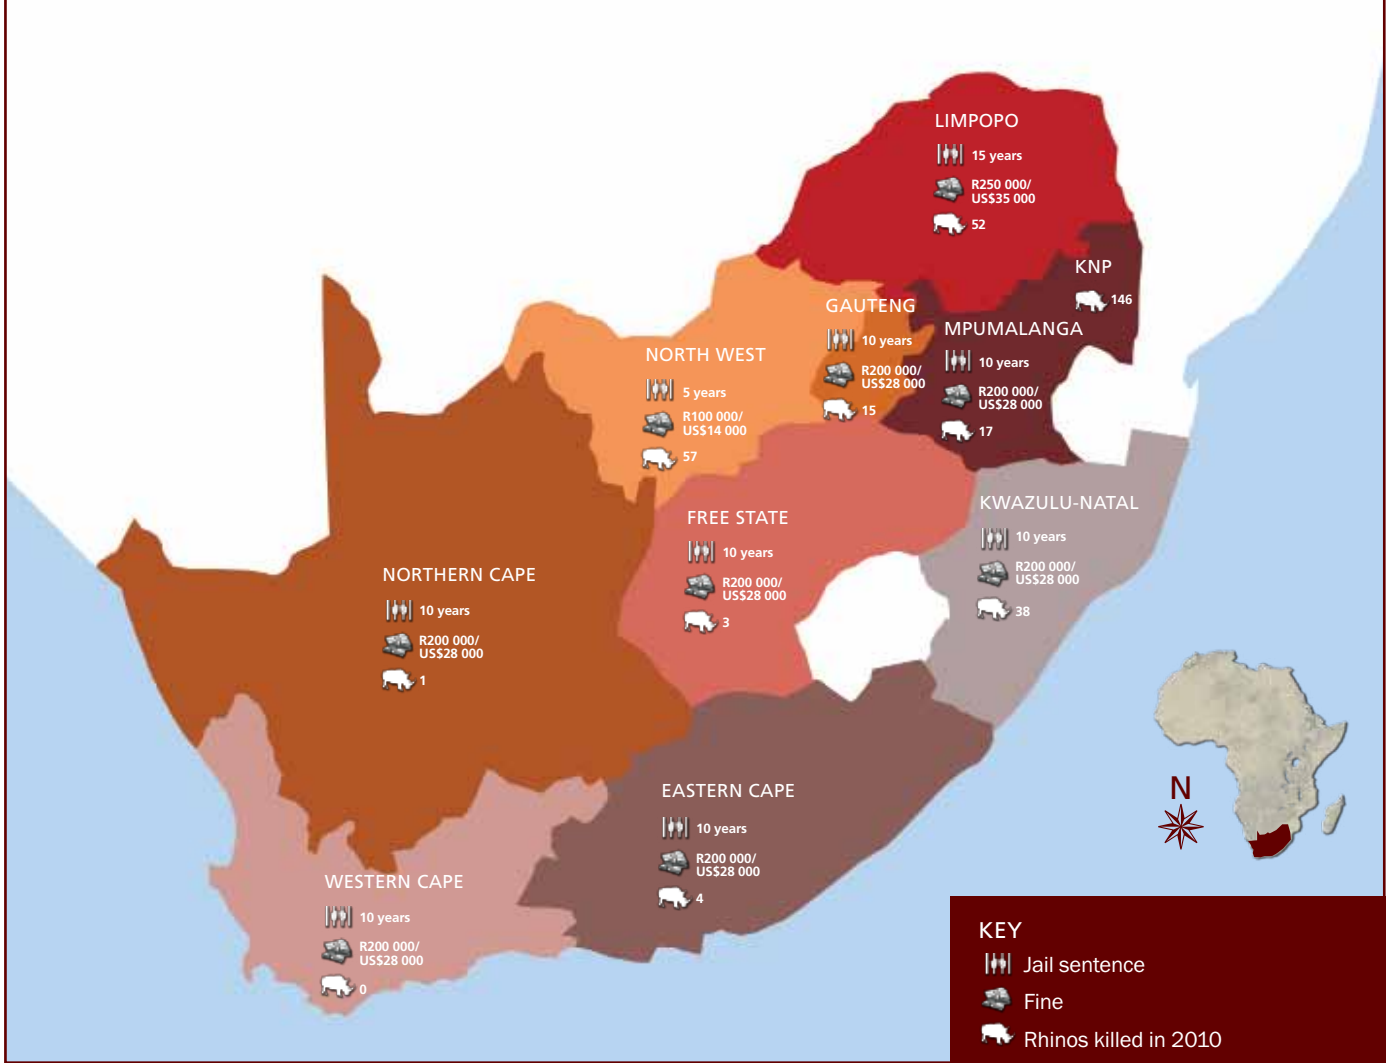 LIMPOPO
15 years
R250 000/
US$35 000
52
KNP
146
GAUTENG
10 years
R200 000/
US$28 000
15
MPUMALANGA
10 years
R200 000/
US$28 000
17
NORTH WEST
5 years
R100 000/
US$14 000
57
FREE STATE
10 years
R200 000/
US$28 000
3
KWAZULU-NATAL
10 years
R200 000/
US$28 000
38
NORTHERN CAPE
10 years
R200 000/
US$28 000
1
EASTERN CAPE
10 years
R200 000/
US$28 000
4
WESTERN CAPE
10 years
R200 000/
US$28 000
0
N
KEY
Jail sentence
Fine
Rhinos killed in 2010